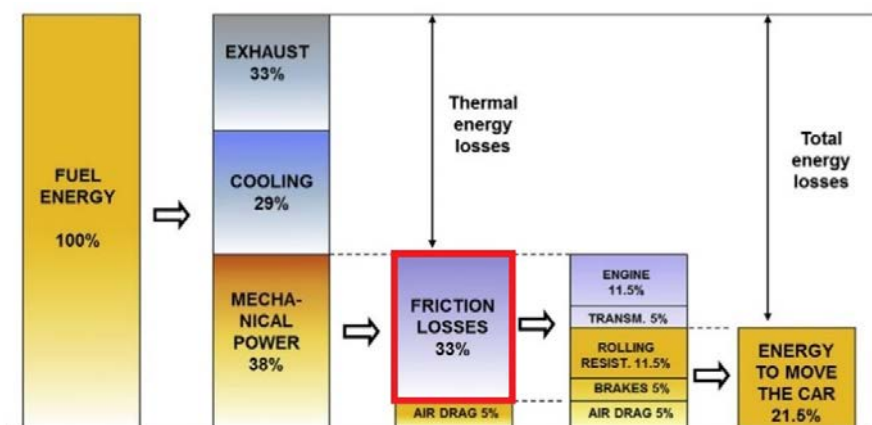 FUEL
ENERGY
100%
EXHAUST
33%
COOLING
29%
MECHA-
NICAL
POWER
38%
Thermal
energy
losses
FRICTION
LOSSES
33%
AIR DRAG 5%
ENGINE
11.5%
TRANSM. 5%
ROLLING
RESIST. 11.5%
BRAKES 5%
AIR DRAG 5%
Total
energy
losses
ENERGY
TO MOVE
THE CAR
21.5%